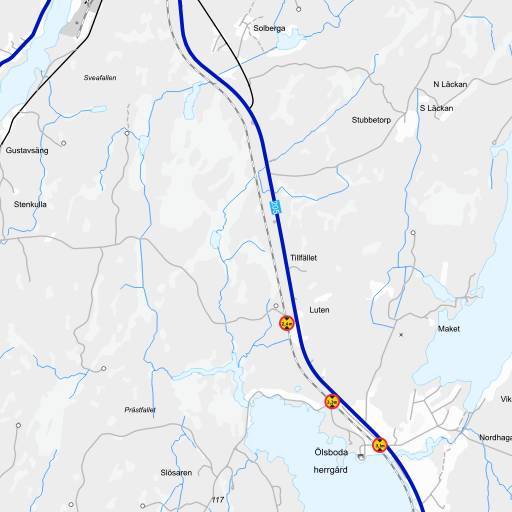 Solberga
Sveafallen
N Läckan
S Läckan
Stubbetorp
Gustavsäng
Stenkulla
205
Tillfället
Luten
Maket
Prästfallet
Vik
Ölsboda
herrgård
Nordhaga
Slösaren
117